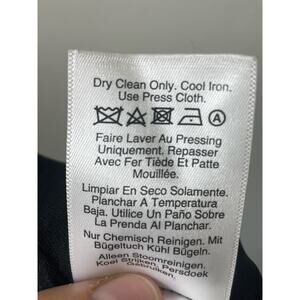 Dry Clean Only. Cool Iron.
Use Press Cloth.
A
Faire Laver Au Pressing
Uniquement. Repasser
Avec Fer Tiède Et Patte
Mouillée.
Limpiar En Seco Solamente.
Planchar A Temperatura
Baja. Utilice Un Paño Sobre
La Prenda Al Planchar.
Nur Chemisch Reinigen. Mit
Bügeltuch Kühl Bügeln.
Alleen Stoomreinigen.
Koel Strijken, Persdoek
Gebruiken.